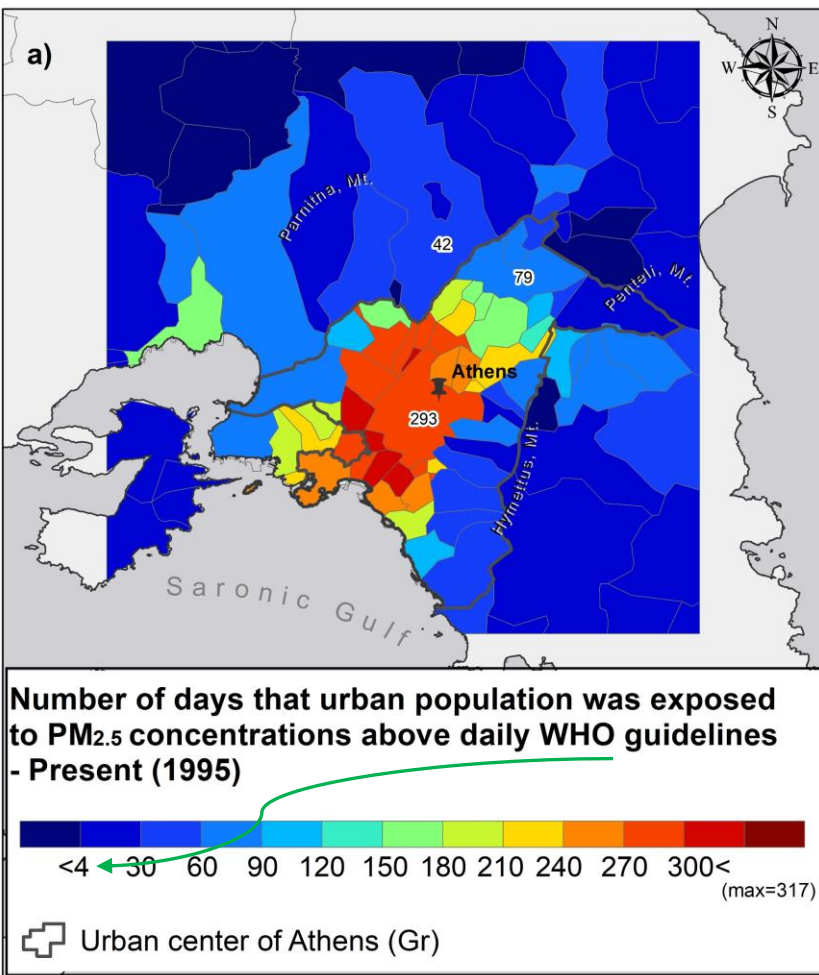 a)
N
W E
S
Parnitha, Mt.
42
79
Penteli, Mt.
Athens
293
Hymettus, Mt.
Saronic Gulf
Number of days that urban population was exposed
to PM2.5 concentrations above daily WHO guidelines
- Present (1995)
<4 30 60 90 120 150 180 210 240 270 300<
(max=317)
Urban center of Athens (Gr)